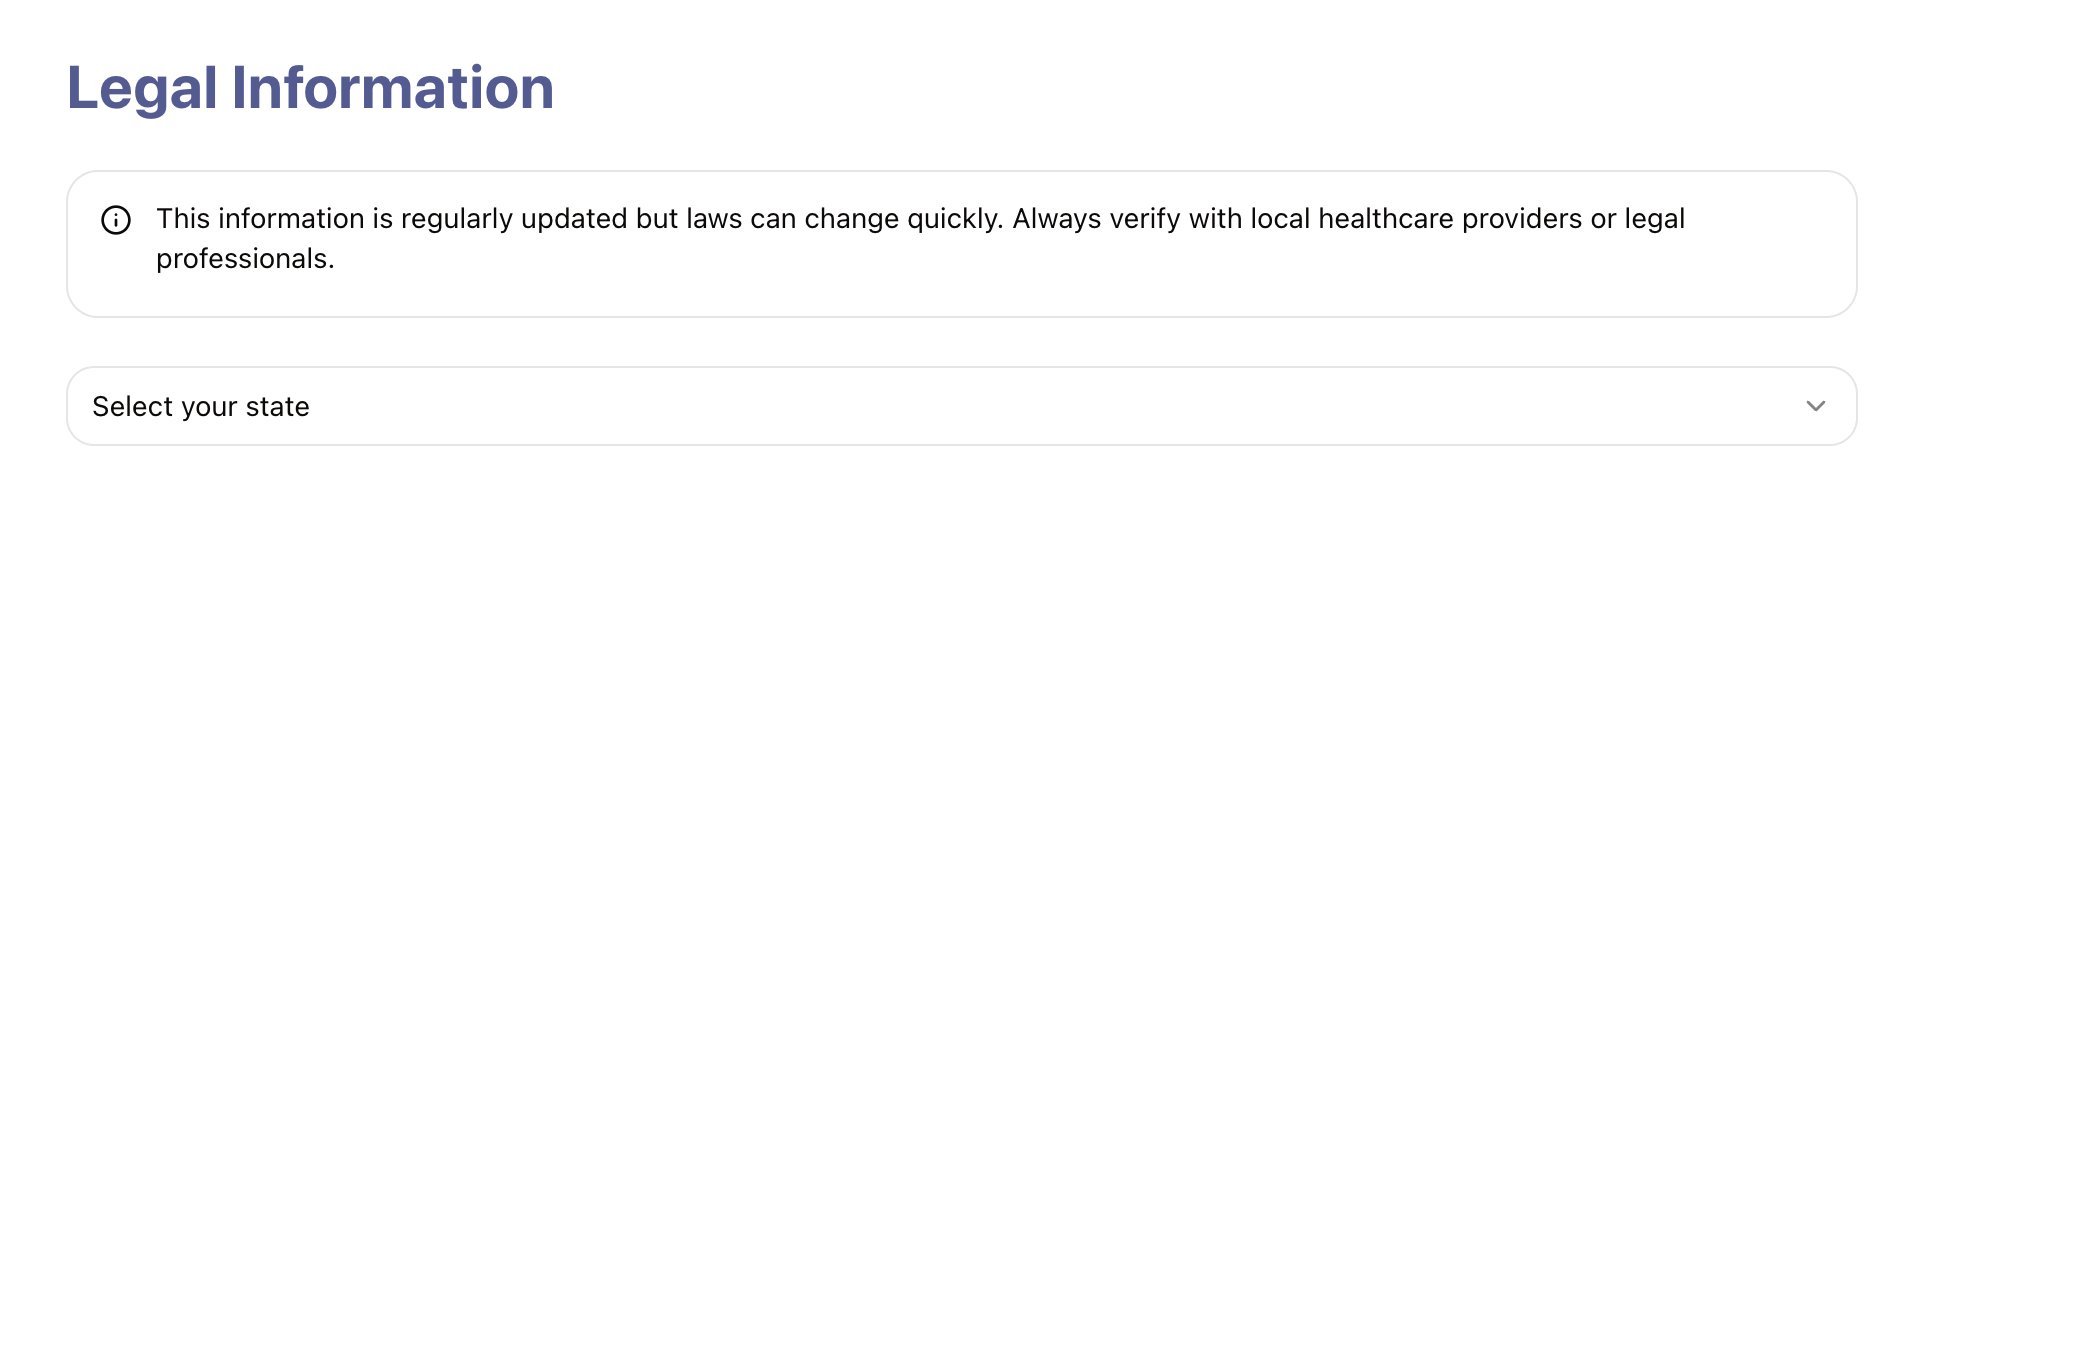 Legal Information
This information is regularly updated but laws can change quickly. Always verify with local healthcare providers or legal
professionals.
Select your state